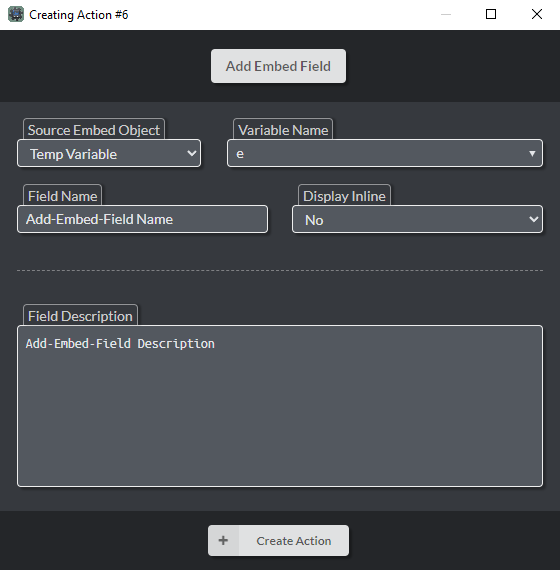 Creating Action #6
Add Embed Field
Source Embed Object
Variable Name
Temp Variable
e
Field Name
Display Inline
Add-Embed-Field Name
No
Field Description
Add-Embed-Field Description
Create Action